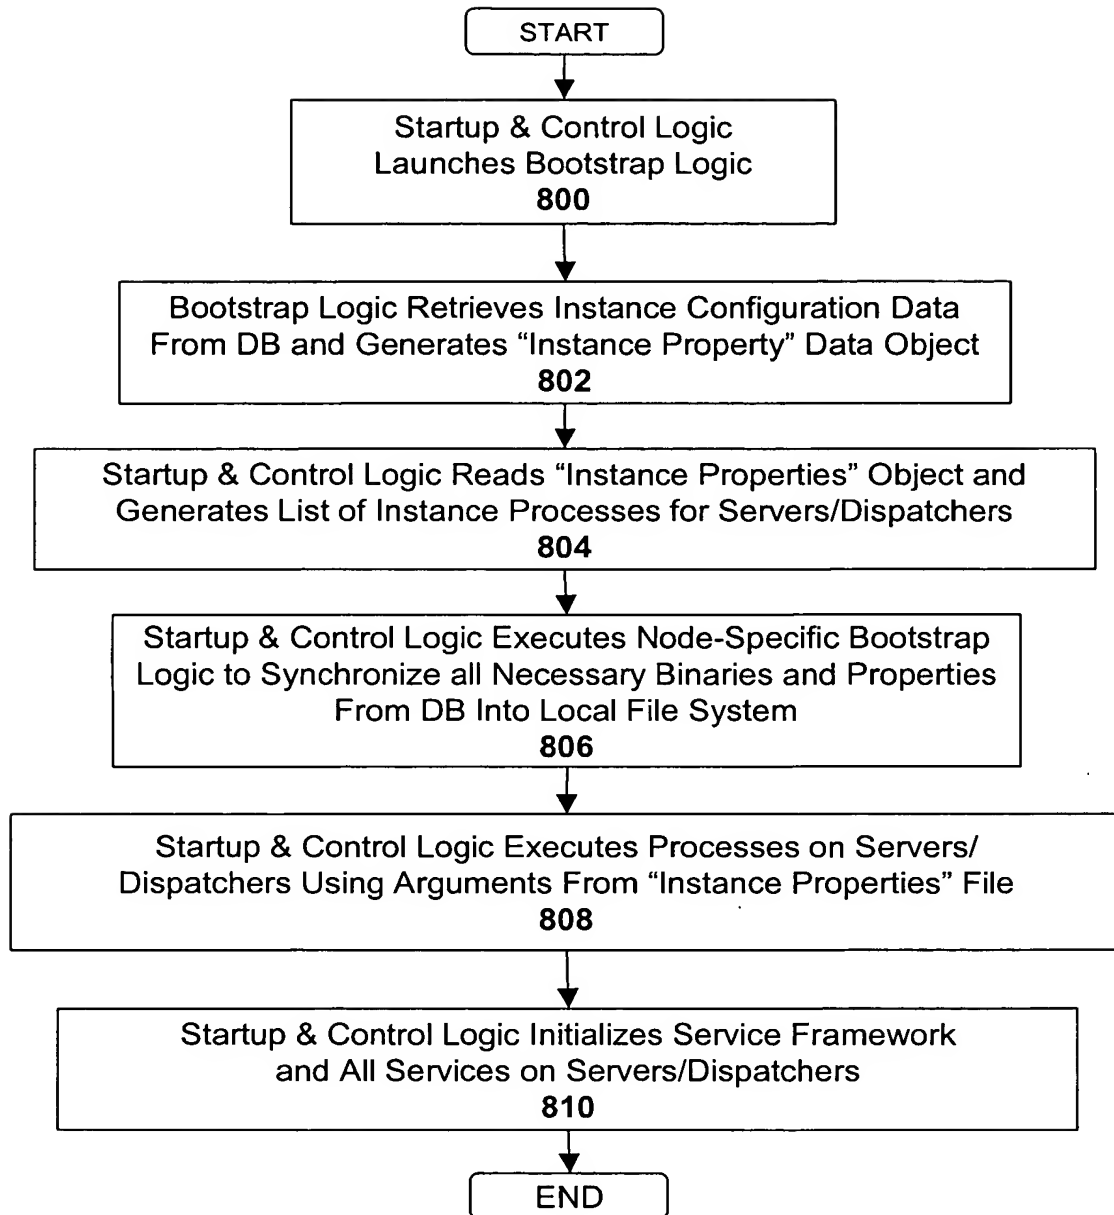 START
Startup & Control Logic
Launches Bootstrap Logic
800
Bootstrap Logic Retrieves Instance Configuration Data
From DB and Generates “Instance Property” Data Object
802
Startup & Control Logic Reads “Instance Properties” Object and
Generates List of Instance Processes for Servers/Dispatchers
804
Startup & Control Logic Executes Node-Specific Bootstrap
Logic to Synchronize all Necessary Binaries and Properties
From DB Into Local File System
806
Startup & Control Logic Executes Processes on Servers/
Dispatchers Using Arguments From “Instance Properties” File
808
Startup & Control Logic Initializes Service Framework
and All Services on Servers/Dispatchers
810
END